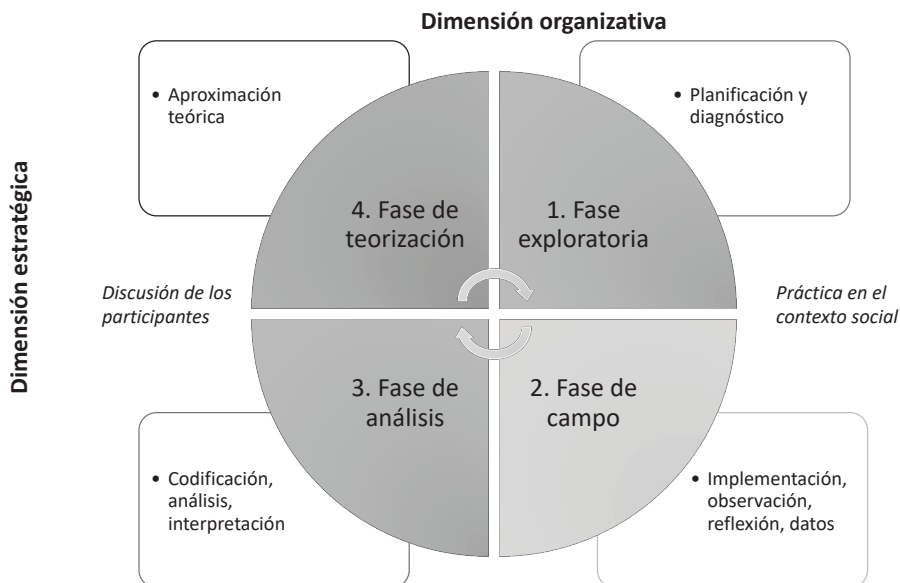 Dimensión organizativa
• Aproximación
teórica
• Planificación y
diagnóstico
Dimensión estratégica
4. Fase de
teorización
1. Fase
exploratoria
Discusión de los
participantes
Práctica en el
contexto social
3. Fase de
análisis
2. Fase de
campo
• Codificación,
análisis,
interpretación
• Implementación,
observación,
reflexión, datos